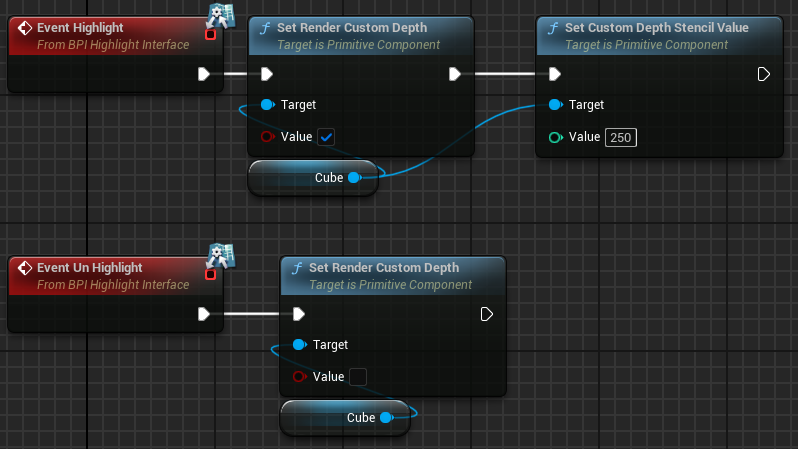 Event Highlight
From BPI Highlight Interface
Set Render Custom Depth
Target is Primitive Component
Target
Value
Cube
Set Custom Depth Stencil Value
Target is Primitive Component
Target
Value 250
Event Un Highlight
From BPI Highlight Interface
Set Render Custom Depth
Target is Primitive Component
Target
Value
Cube